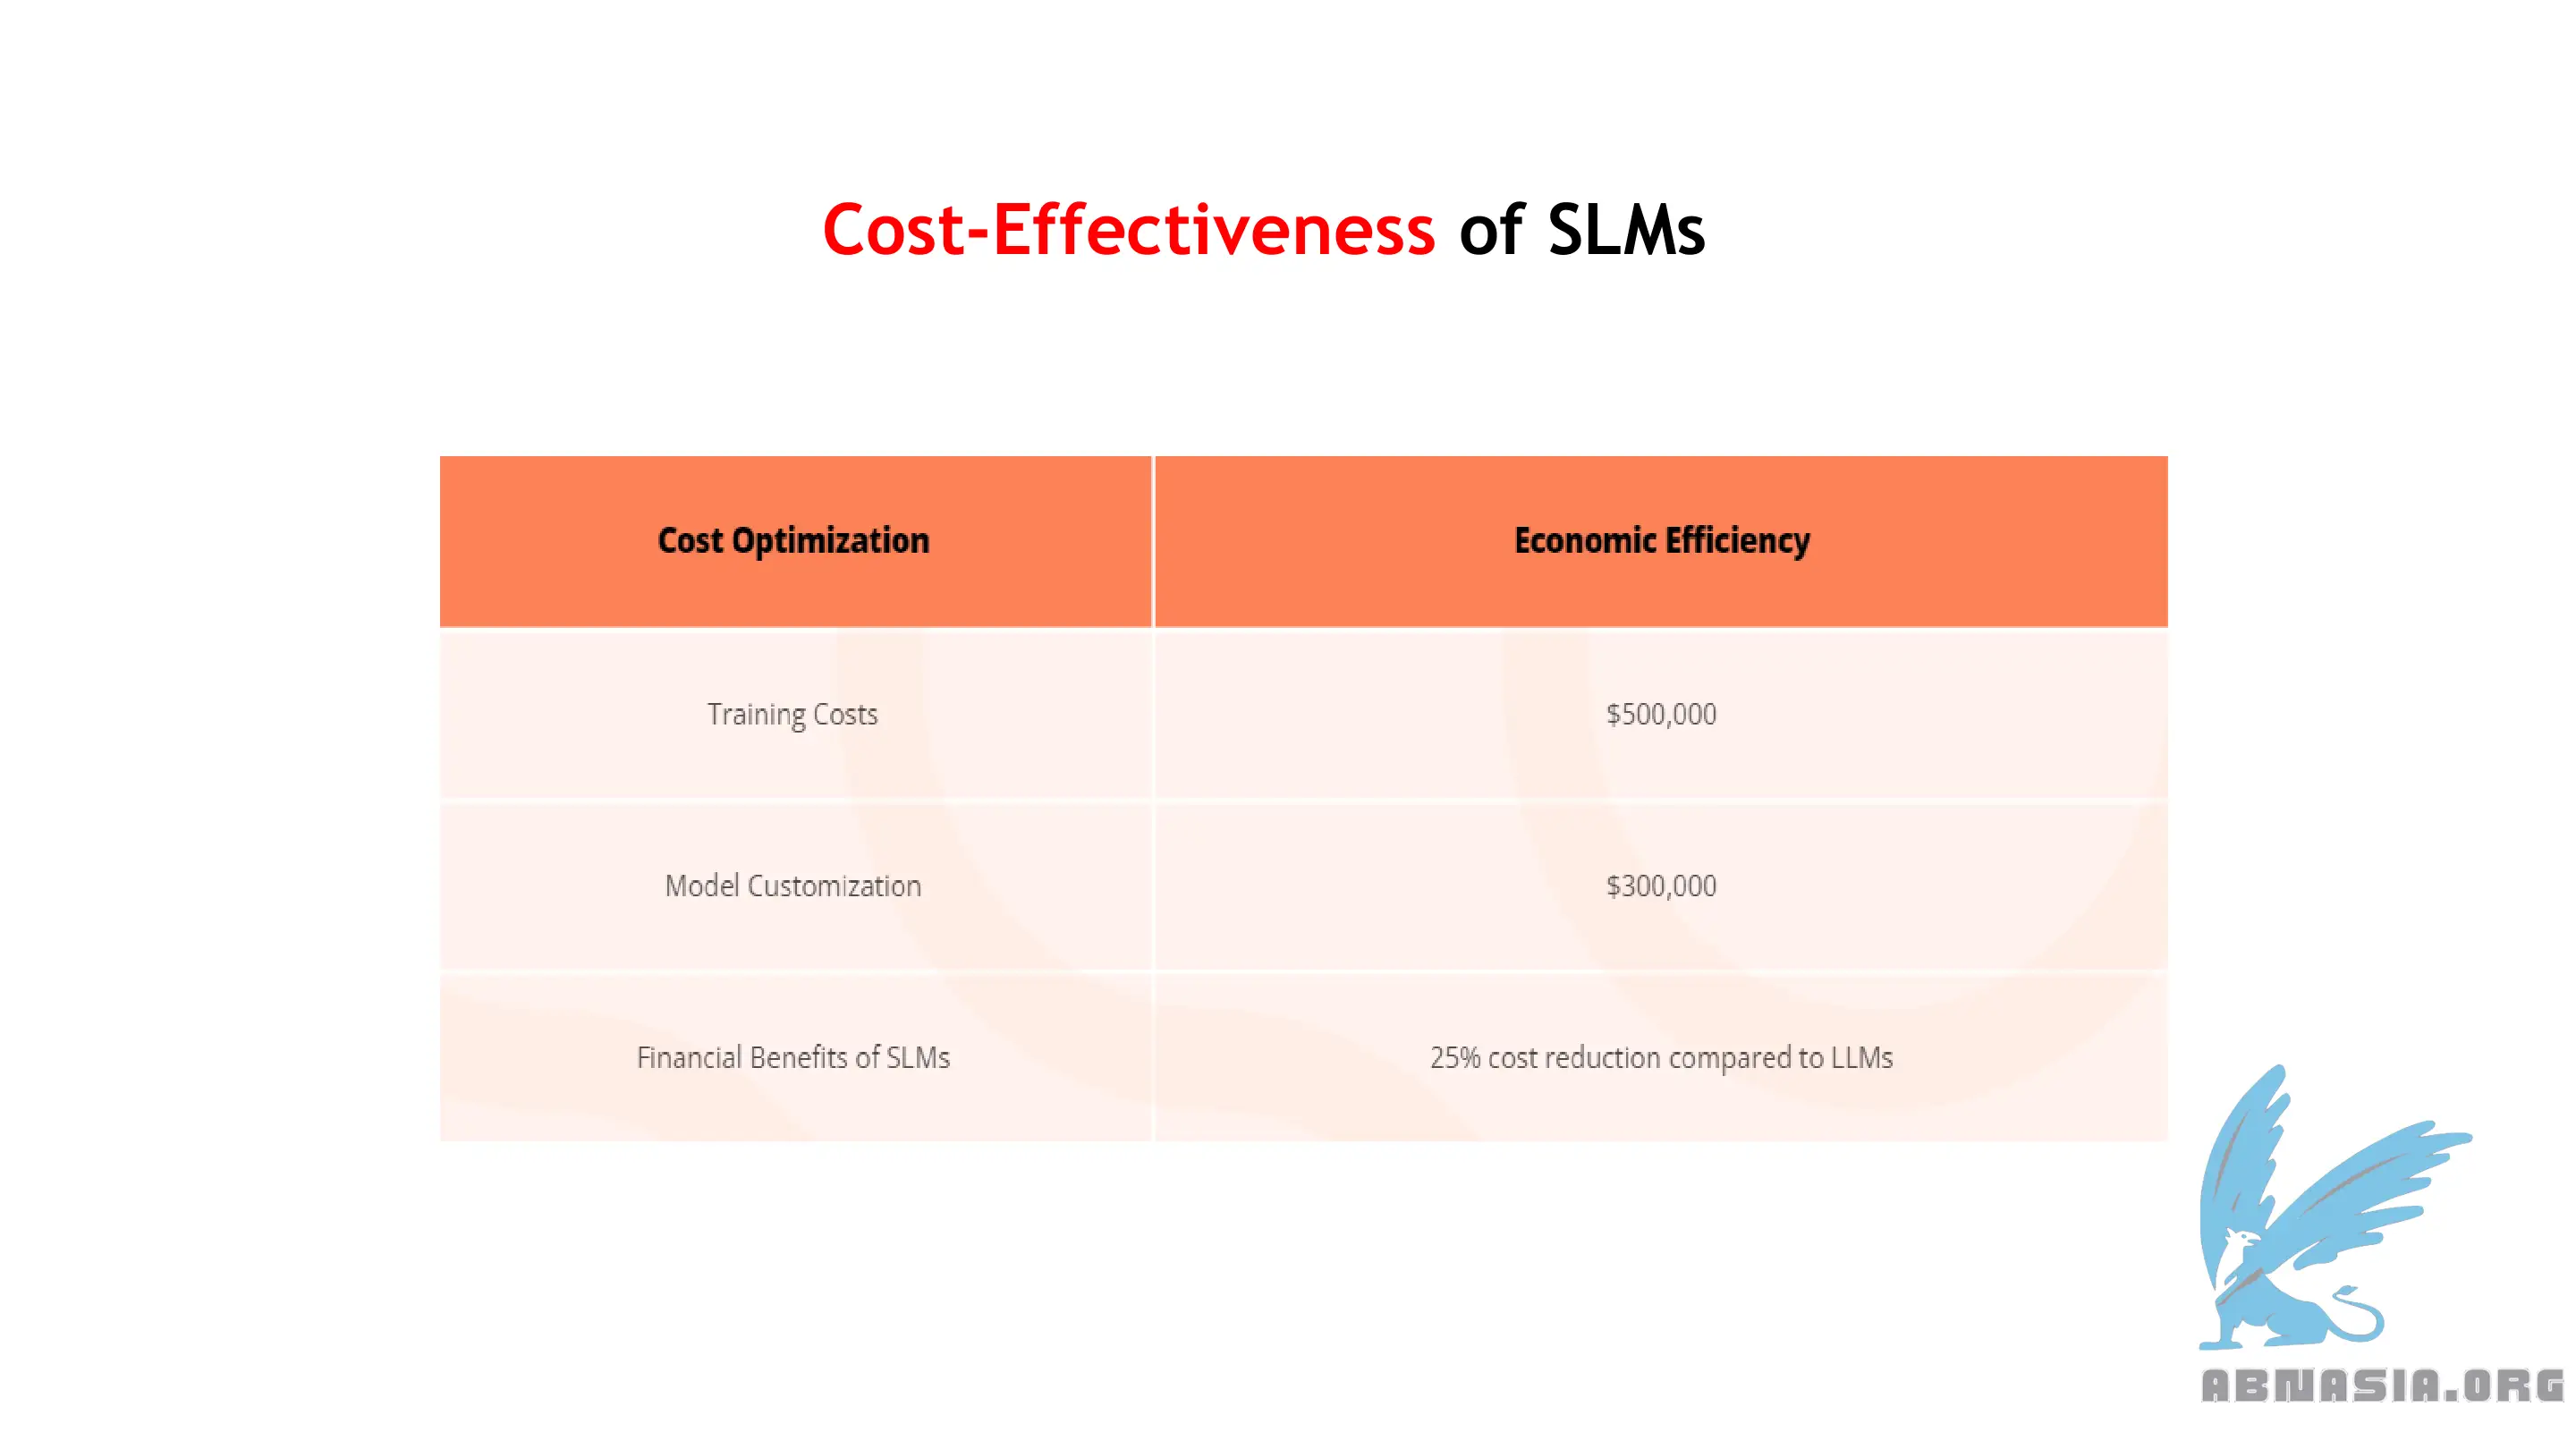 Cost-Effectiveness of SLMs
Cost Optimization
Economic Efficiency
Training Costs
$500,000
Model Customization
$300,000
Financial Benefits of SLMs
25% cost reduction compared to LLMs
ABNASIA.ORG